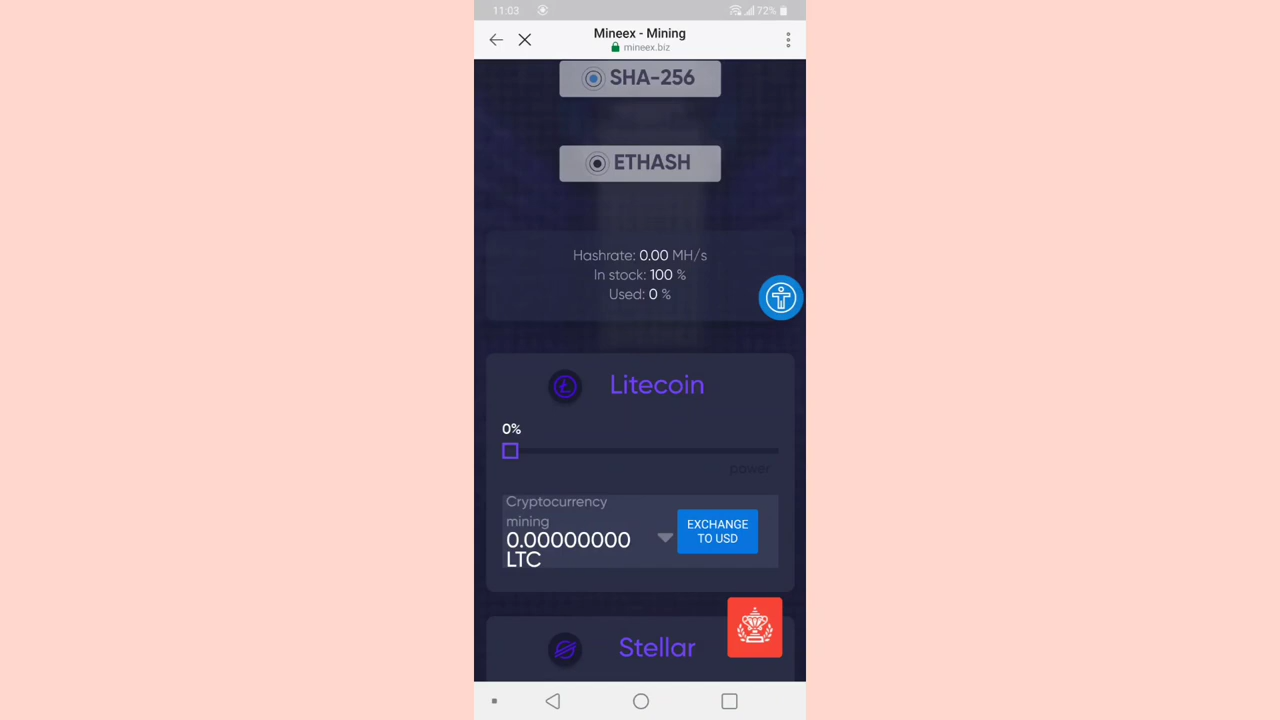 11:03
72%
Mineex - Mining
mineex.biz
SHA-256
ETHASH
Hashrate: 0.00 MH/s
In stock: 100 %
Used: 0 %
Litecoin
0%
power
Cryptocurrency
mining
0.00000000
LTC
EXCHANGE
TO USD
Stellar